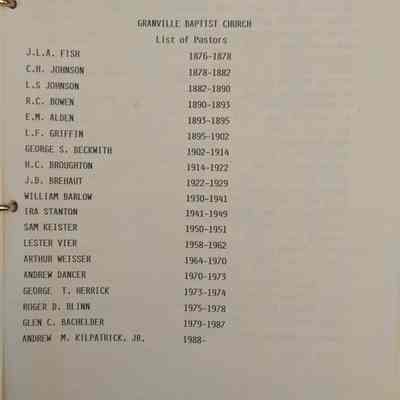 GRANVILLE BAPTIST CHURCH
List of Pastors
J.L.A. FISH 1876-1878
C.H. JOHNSON 1878-1882
L.S JOHNSON 1882-1890
R.C. BOWEN 1890-1893
E.M. ALDEN 1893-1895
L.F. GRIFFIN 1895-1902
GEORGE S. BECKWITH 1902-1914
H.C. BROUGHTON 1914-1922
J.D. BREHAUT 1922-1929
WILLIAM BARLOW 1930-1941
IRA STANTON 1941-1949
SAM KEISTER 1950-1951
LESTER VIER 1958-1962
ARTHUR WEISSER 1964-1970
ANDREW DANCER 1970-1973
GEORGE T. HERRICK 1973-1974
ROGER D. BLINN 1975-1978
GLEN C. BACHELDER 1979-1987
ANDREW M. KILPATRICK, JR. 1988-